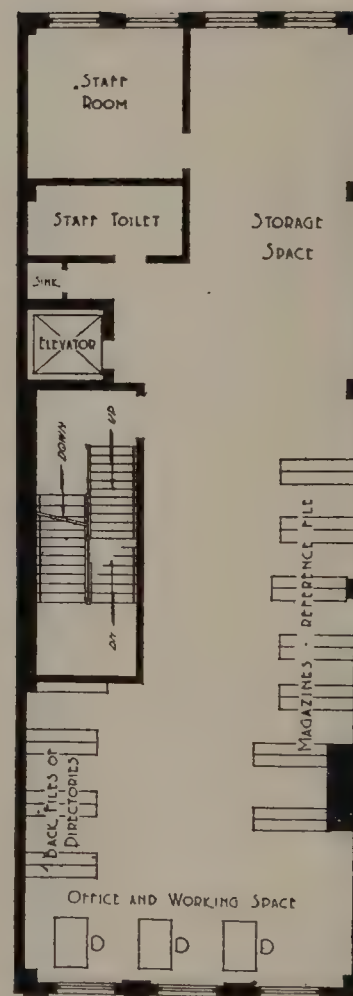 STAFF
ROOM
STAFF TOILET
STORAGE
SPACE
SINK
ELEVATOR
DOWN
UP
UP
MAGAZINES - REFERENCE FILE
BACK FILES OF
DIRECTORIES
OFFICE AND WORKING SPACE